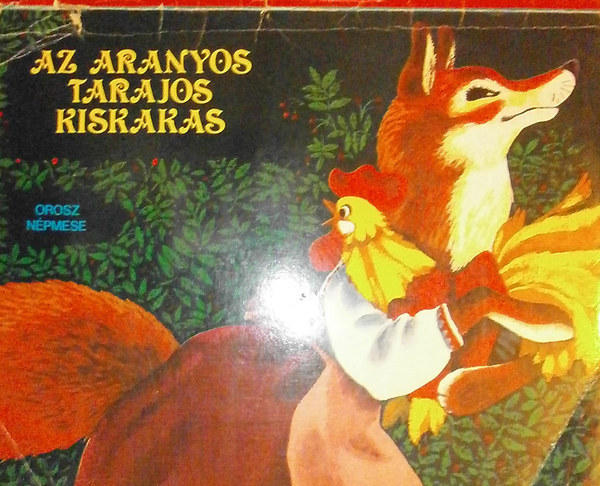 AZ ARANYOS
TARAJOS
KISKAKAS
OROSZ
NÉPMESE